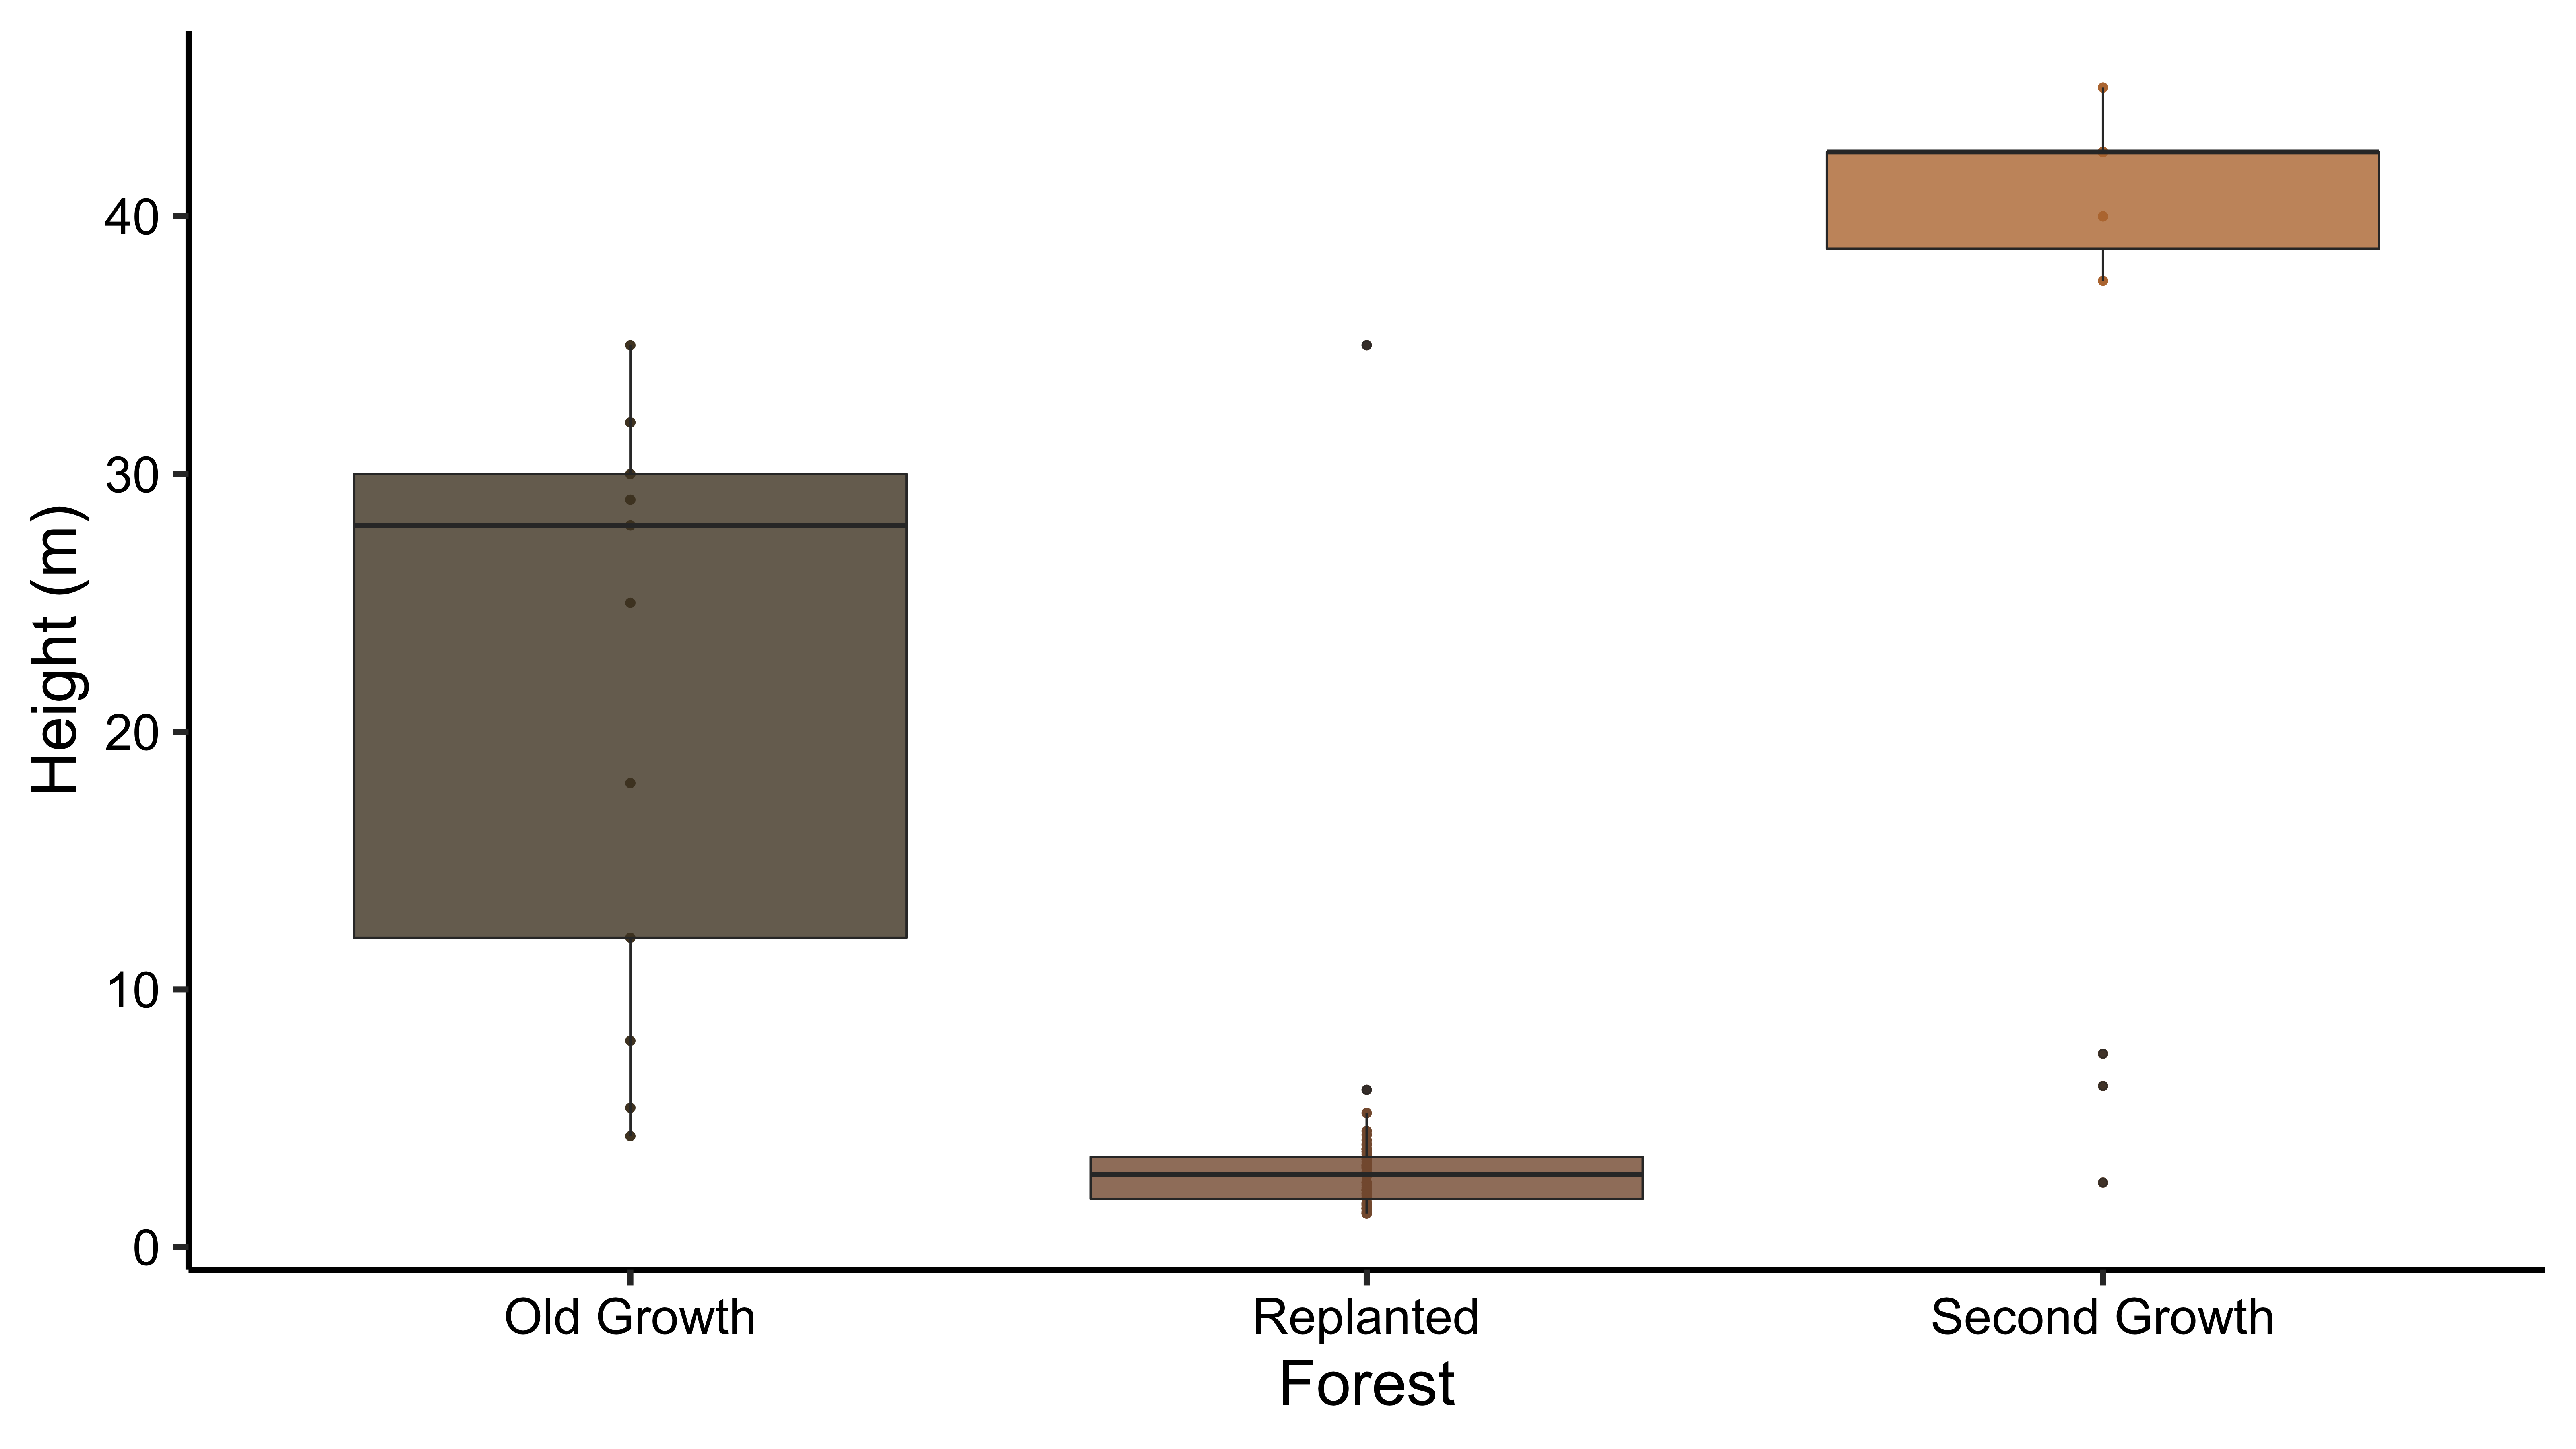 Height (m)
40
30
20
10
0
Old Growth
Replanted
Second Growth
Forest